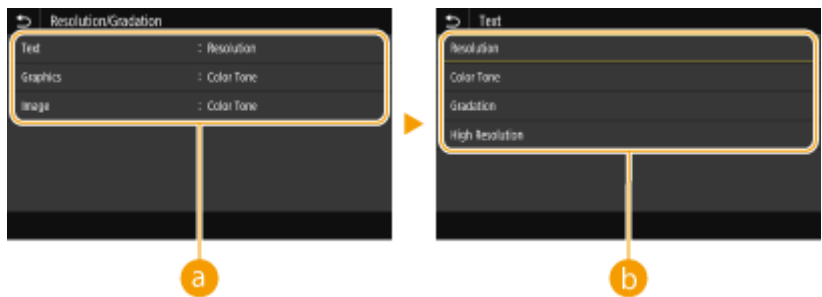 Resolution/Gradation
Text : Resolution
Graphics : Color Tone
Image : Color Tone
a
Text
Resolution
Color Tone
Gradation
High Resolution
b